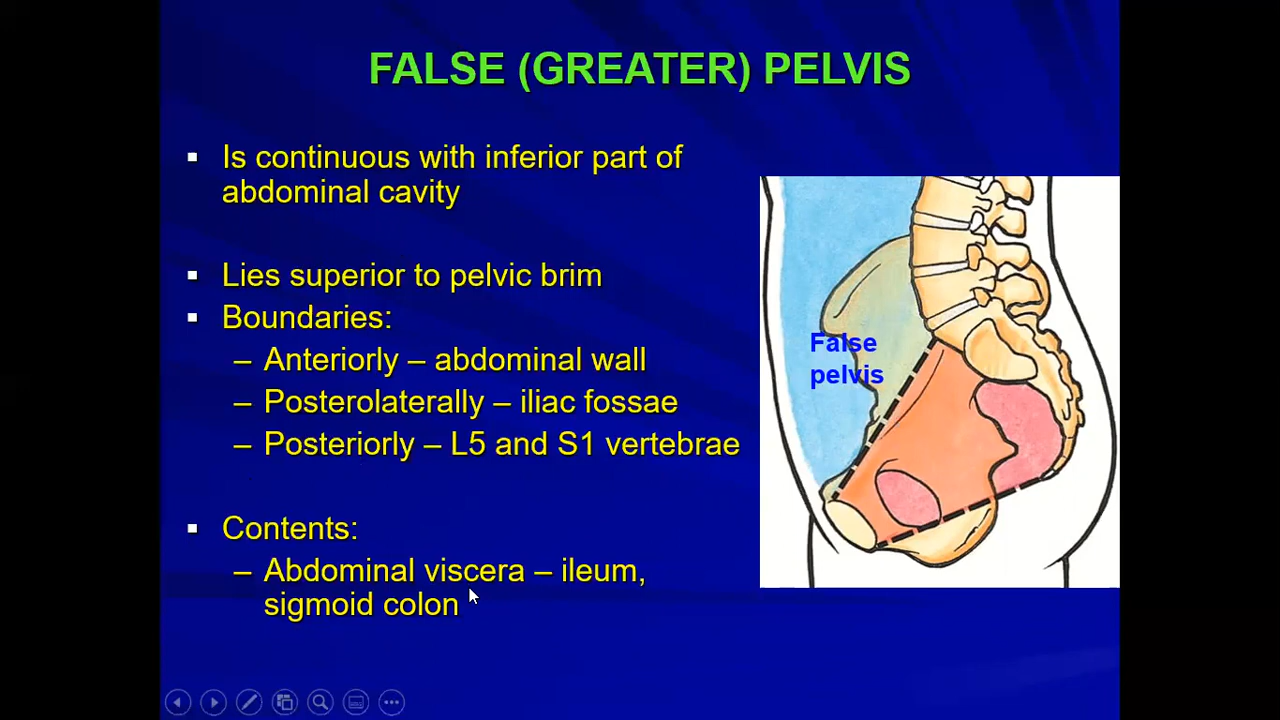 FALSE (GREATER) PELVIS
▪ Is continuous with inferior part of
abdominal cavity
▪ Lies superior to pelvic brim
▪ Boundaries:
– Anteriorly – abdominal wall
– Posterolaterally – iliac fossae
– Posteriorly – L5 and S1 vertebrae
▪ Contents:
– Abdominal viscera – ileum,
sigmoid colon
False
pelvis